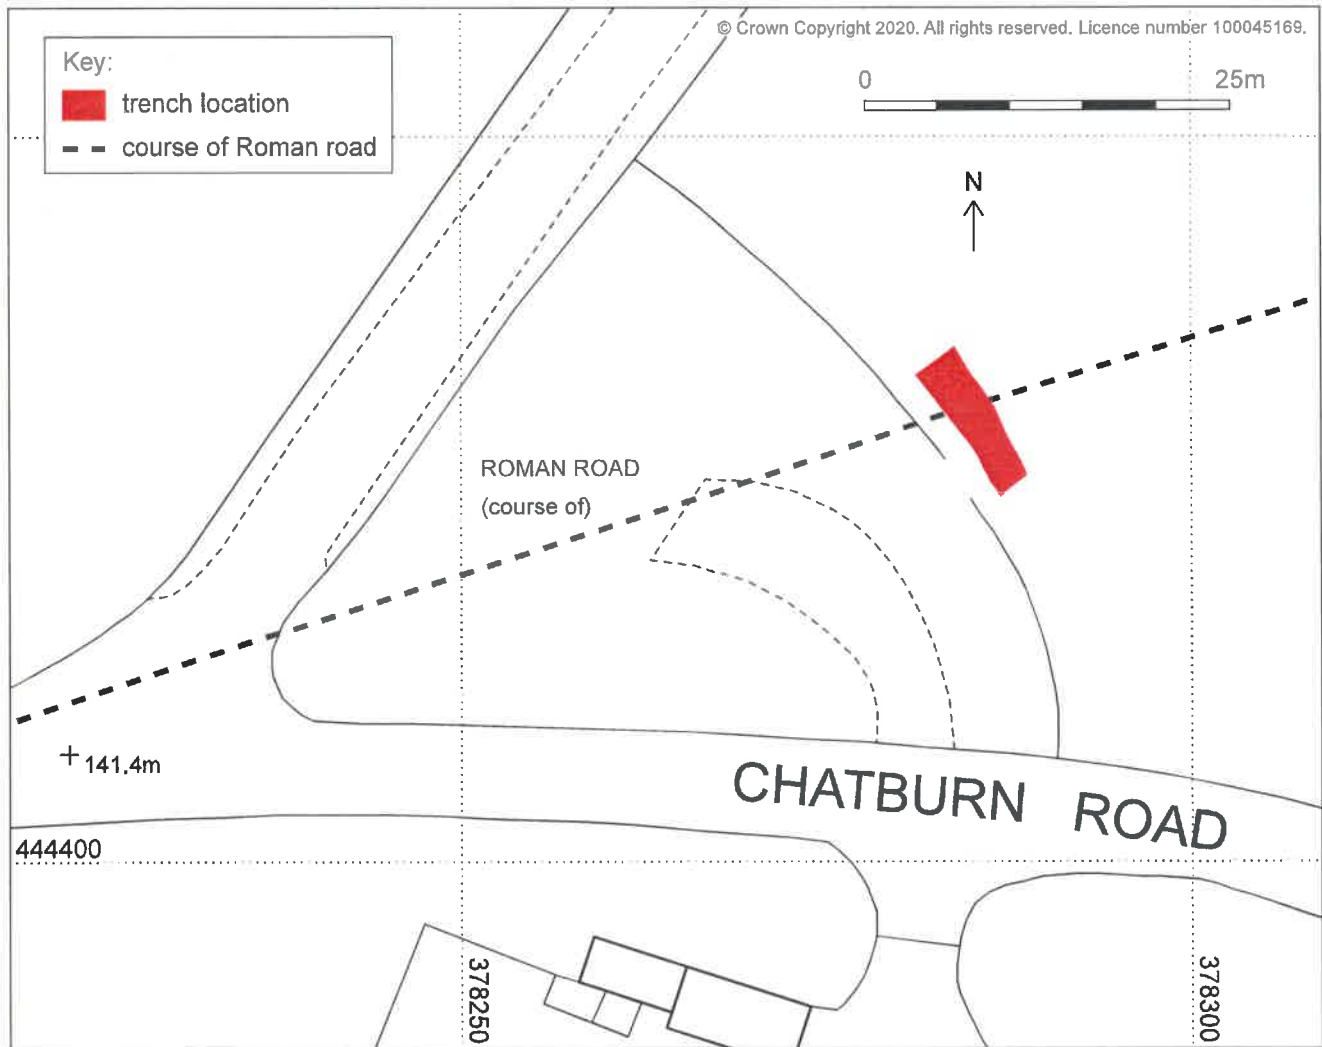 © Crown Copyright 2020. All rights reserved. Licence number 100045169.
Key:
trench location
course of Roman road
0 25m
N
ROMAN ROAD
(course of)
141.4m
CHATBURN ROAD
444400
378250
378300